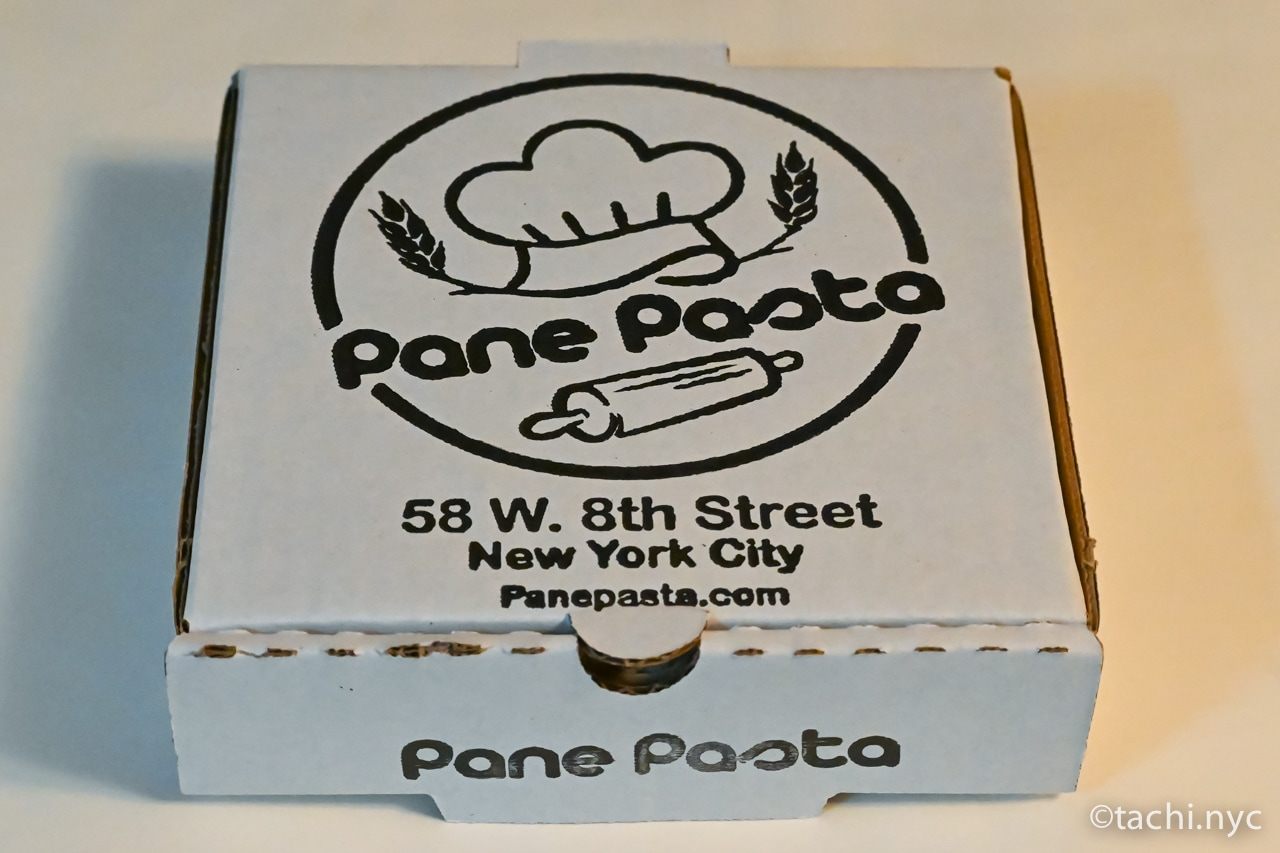 Pane Pasta
58 W. 8th Street
New York City
Panepasta.com
Pane Pasta
©tachi.nyc